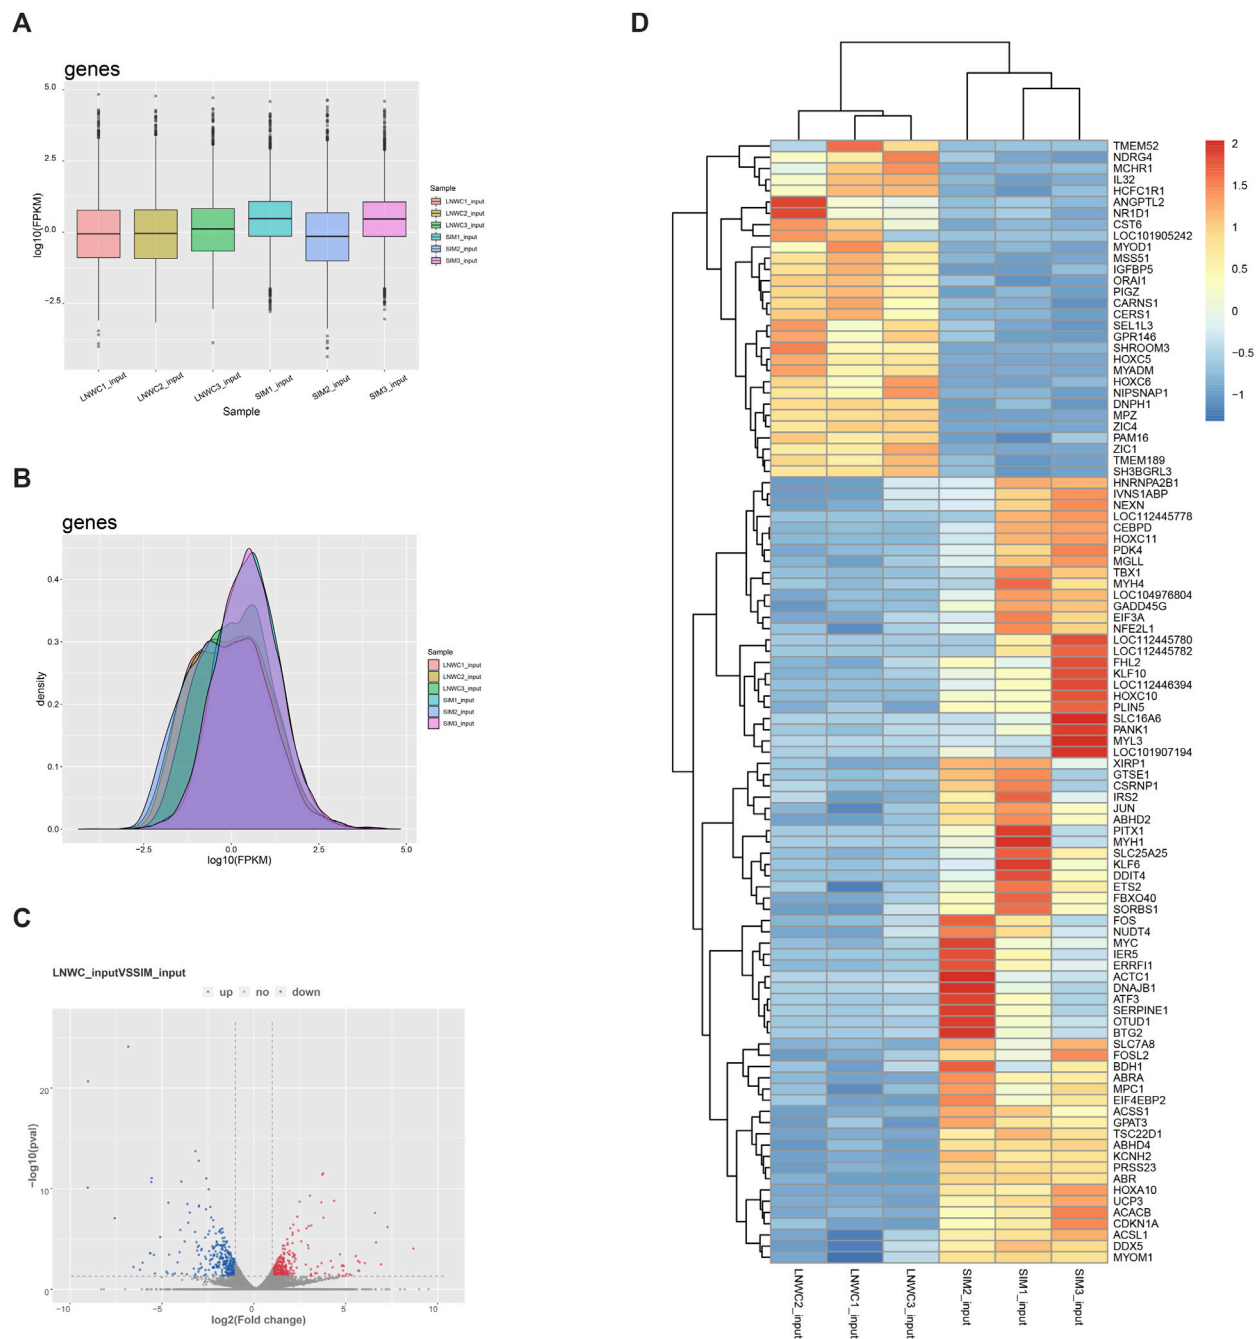 A
genes
5.0
2.5
0.0
−2.5
log10(FPKM)
LNWC1_input
LNWC2_input
LNWC3_input
SIM1_input
SIM2_input
SIM3_input
Sample
Sample
LNWC1_input
LNWC2_input
LNWC3_input
SIM1_input
SIM2_input
SIM3_input
B
genes
0.4
0.3
0.2
0.1
0.0
density
−2.5
0.0
2.5
5.0
log10(FPKM)
Sample
LNWC1_input
LNWC2_input
LNWC3_input
SIM1_input
SIM2_input
SIM3_input
C
LNWC_inputVSSIM_input
up no down
20
10
0
−log10(pval)
−10
−5
0
5
10
log2(Fold change)
D
TMEM52
NDRG4
MCHR1
IL32
HCFC1R1
ANGPTL2
NR1D1
CST6
LOC101905242
MYOD1
MSS51
IGFBP5
ORAI1
PIGZ
CARNS1
CERS1
SEL1L3
GPR146
SHROOM3
HOXC5
MYADM
HOXC6
NIPSNAP1
DNPH1
MPZ
ZIC4
PAM16
ZIC1
TMEM189
SH3BGRL3
HNRNPA2B1
IVNS1ABP
NEXN
LOC112445778
CEBPD
HOXC11
PDK4
MGLL
TBX1
MYH4
LOC104976804
GADD45G
EIF3A
NFE2L1
LOC112445780
LOC112445782
FHL2
KLF10
LOC112446394
HOXC10
PLIN5
SLC16A6
PANK1
MYL3
LOC101907194
XIRP1
GTSE1
CSRNP1
IRS2
JUN
ABHD2
PITX1
MYH1
SLC25A25
KLF6
DDIT4
ETS2
FBXO40
SORBS1
FOS
NUDT4
MYC
IER5
ERRFI1
ACTC1
DNAJB1
ATF3
SERPINE1
OTUD1
BTG2
SLC7A8
FOSL2
BDH1
ABRA
MPC1
EIF4EBP2
ACSS1
GPAT3
TSC22D1
ABHD4
KCNH2
PRSS23
ABR
HOXA10
UCP3
ACACB
CDKN1A
ACSL1
DDX5
MYOM1
LNWC2_input
LNWC1_input
LNWC3_input
SIM2_input
SIM1_input
SIM3_input
2
1.5
1
0.5
0
−0.5
−1